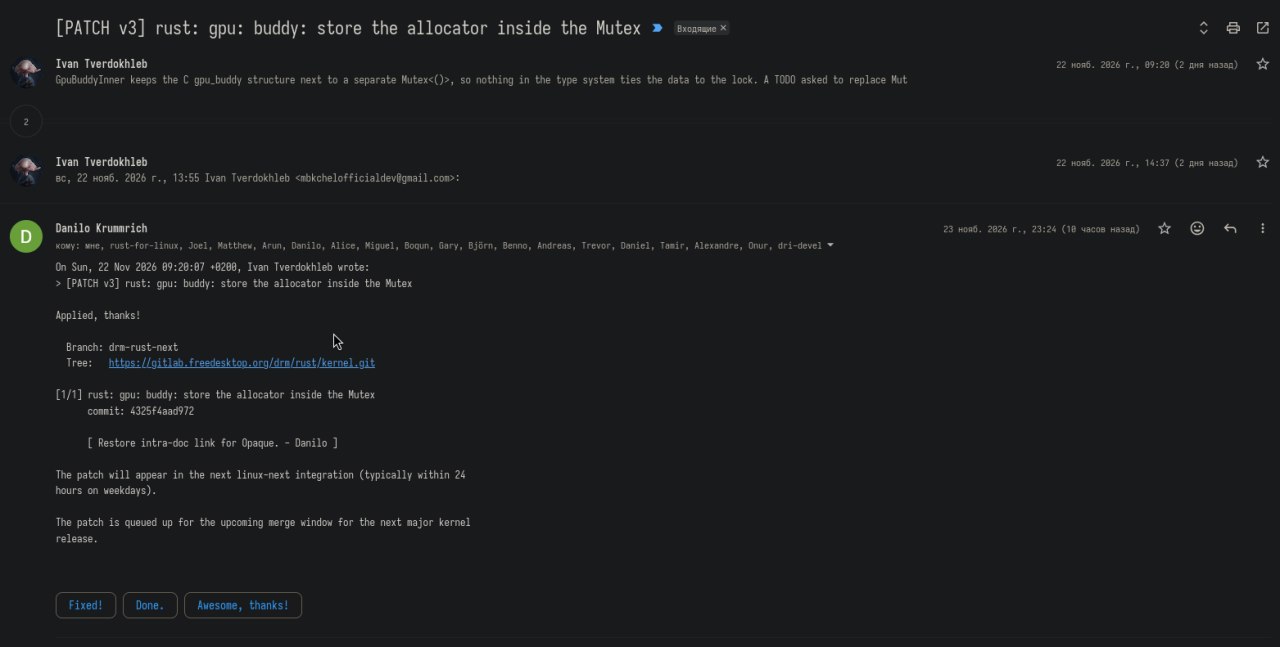 [PATCH v3] rust: gpu: buddy: store the allocator inside the Mutex Входящие ×
Ivan Tverdokhleb 22 нояб. 2026 г., 09:20 (2 дня назад)
GpuBuddyInner keeps the C gpu_buddy structure next to a separate Mutex<()>, so nothing in the type system ties the data to the lock. A TODO asked to replace Mut
2
Ivan Tverdokhleb 22 нояб. 2026 г., 14:37 (2 дня назад)
вс, 22 нояб. 2026 г., 13:55 Ivan Tverdokhleb <mbkchelofficialdev@gmail.com>:
D
Danilo Krummrich 23 нояб. 2026 г., 23:24 (10 часов назад)
кому: мне, rust-for-linux, Joel, Matthew, Arun, Danilo, Alice, Miguel, Boqun, Gary, Björn, Benno, Andreas, Trevor, Daniel, Tamir, Alexandre, Onur, dri-devel
On Sun, 22 Nov 2026 09:20:07 +0200, Ivan Tverdokhleb wrote:
> [PATCH v3] rust: gpu: buddy: store the allocator inside the Mutex
Applied, thanks!
Branch: drm-rust-next
Tree: https://gitlab.freedesktop.org/drm/rust/kernel.git
[1/1] rust: gpu: buddy: store the allocator inside the Mutex
commit: 4325f4aad972
[ Restore intra-doc link for Opaque. - Danilo ]
The patch will appear in the next linux-next integration (typically within 24
hours on weekdays).
The patch is queued up for the upcoming merge window for the next major kernel
release.
Fixed! Done. Awesome, thanks!